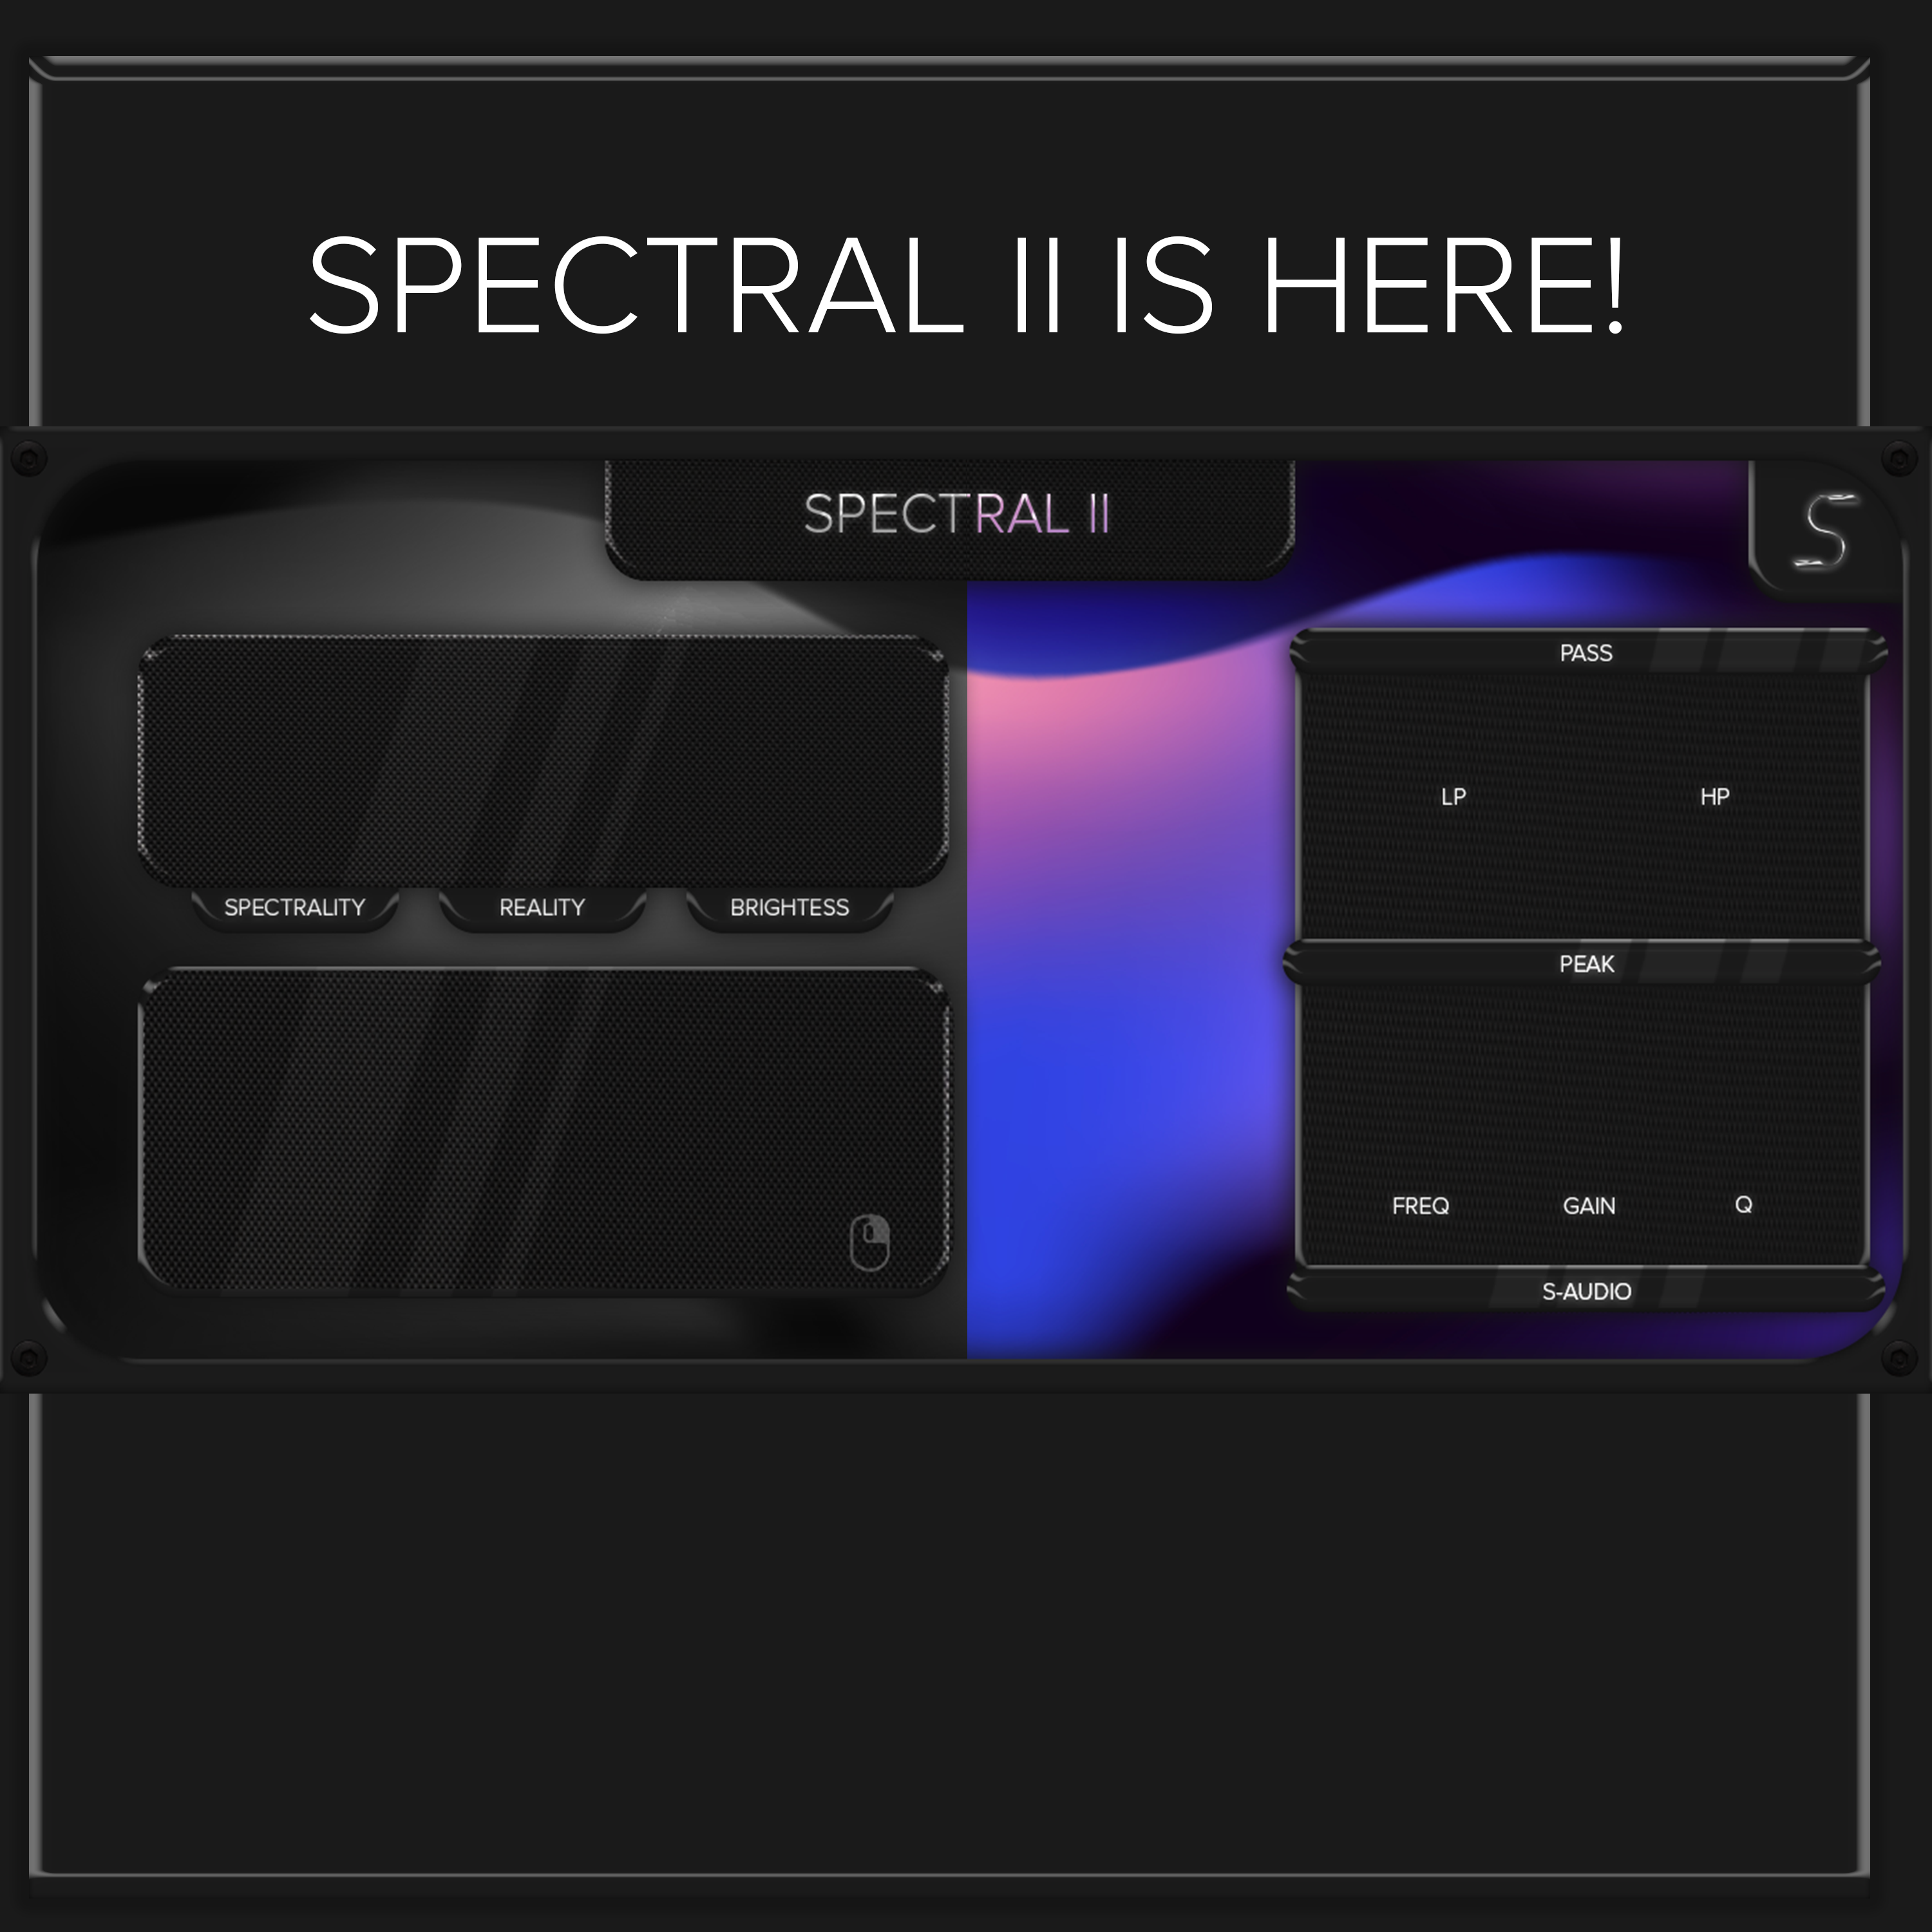 SPECTRAL II IS HERE!
SPECTRAL II
S
PASS
LP HP
SPECTRALITY REALITY BRIGHTESS
PEAK
FREQ GAIN Q
S-AUDIO